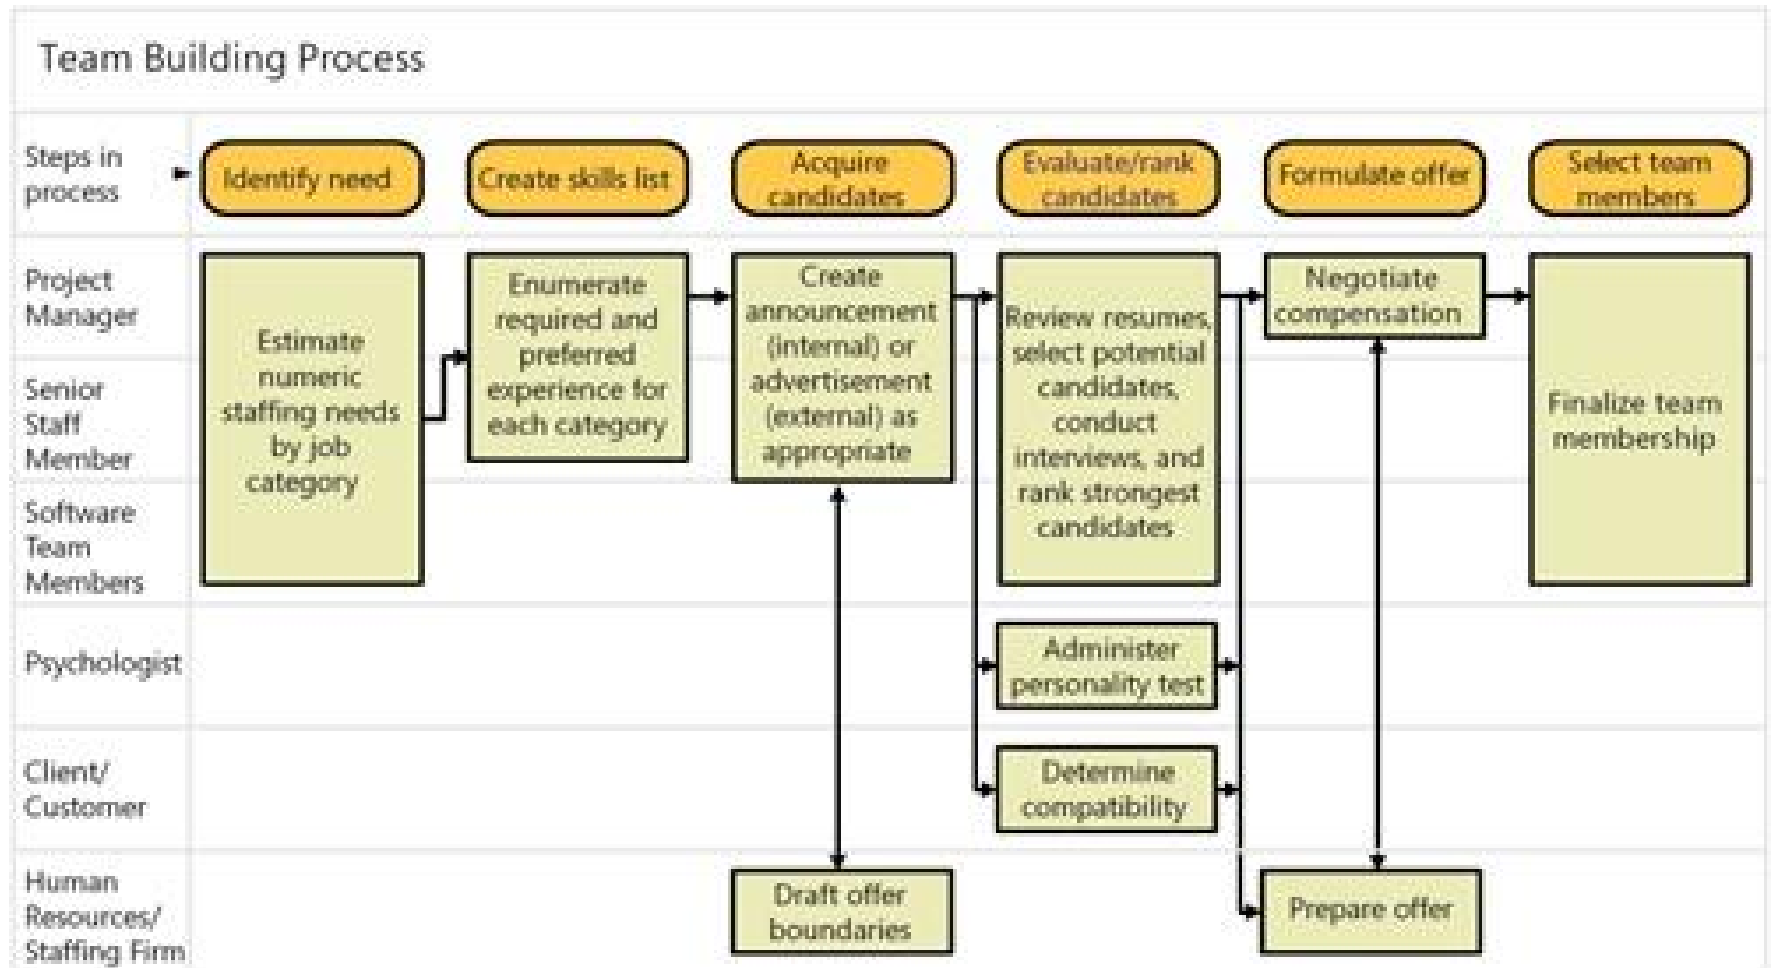 Team Building Process
Steps in
process
Identify need
Create skills list
Acquire
candidates
Evaluate/rank
candidates
Formulate offer
Select team
members
Project
Manager
Senior
Staff
Member
Software
Team
Members
Estimate
numeric
staffing needs
by job
category
Enumerate
required and
preferred
experience for
each category
Create
announcement
(internal) or
advertisement
(external) as
appropriate
Review resumes,
select potential
candidates,
conduct
interviews, and
rank strongest
candidates
Negotiate
compensation
Finalize team
membership
Psychologist
Administer
personality test
Client/
Customer
Determine
compatibility
Human
Resources/
Staffing Firm
Draft offer
boundaries
Prepare offer